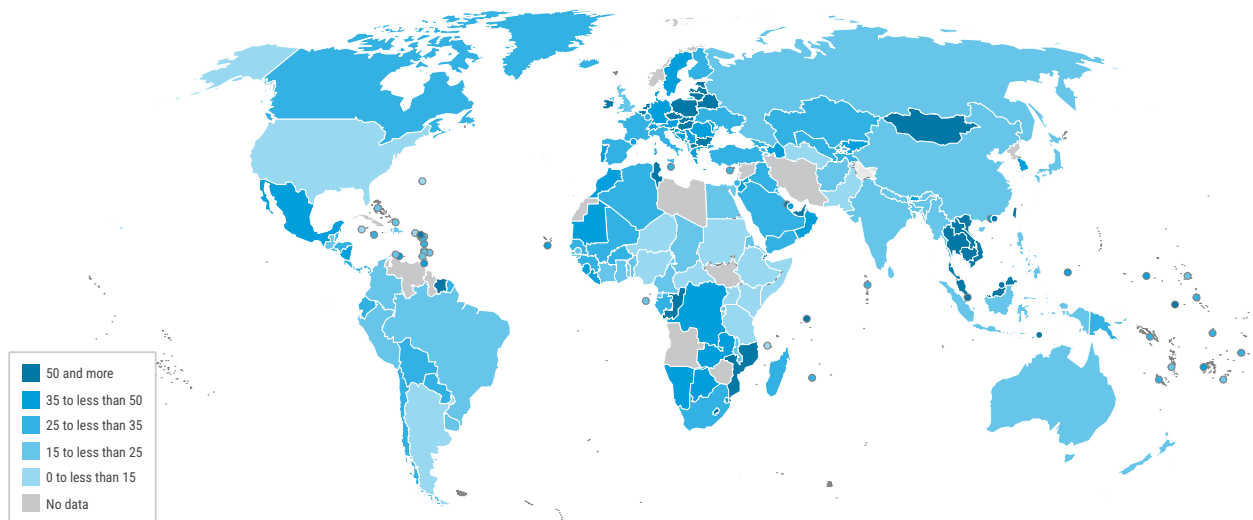 50 and more
35 to less than 50
25 to less than 35
15 to less than 25
0 to less than 15
No data